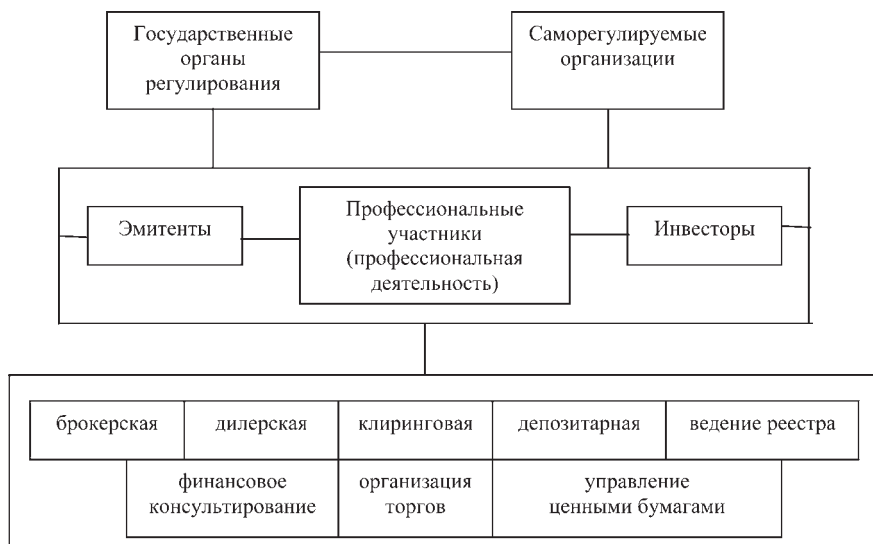 Государственные
органы
регулирования
Саморегулируемые
организации
Эмитенты
Профессиональные
участники
(профессиональная
деятельность)
Инвесторы
брокерская
дилерская
клиринговая
депозитарная
ведение реестра
финансовое
консультирование
организация
торгов
управление
ценными бумагами